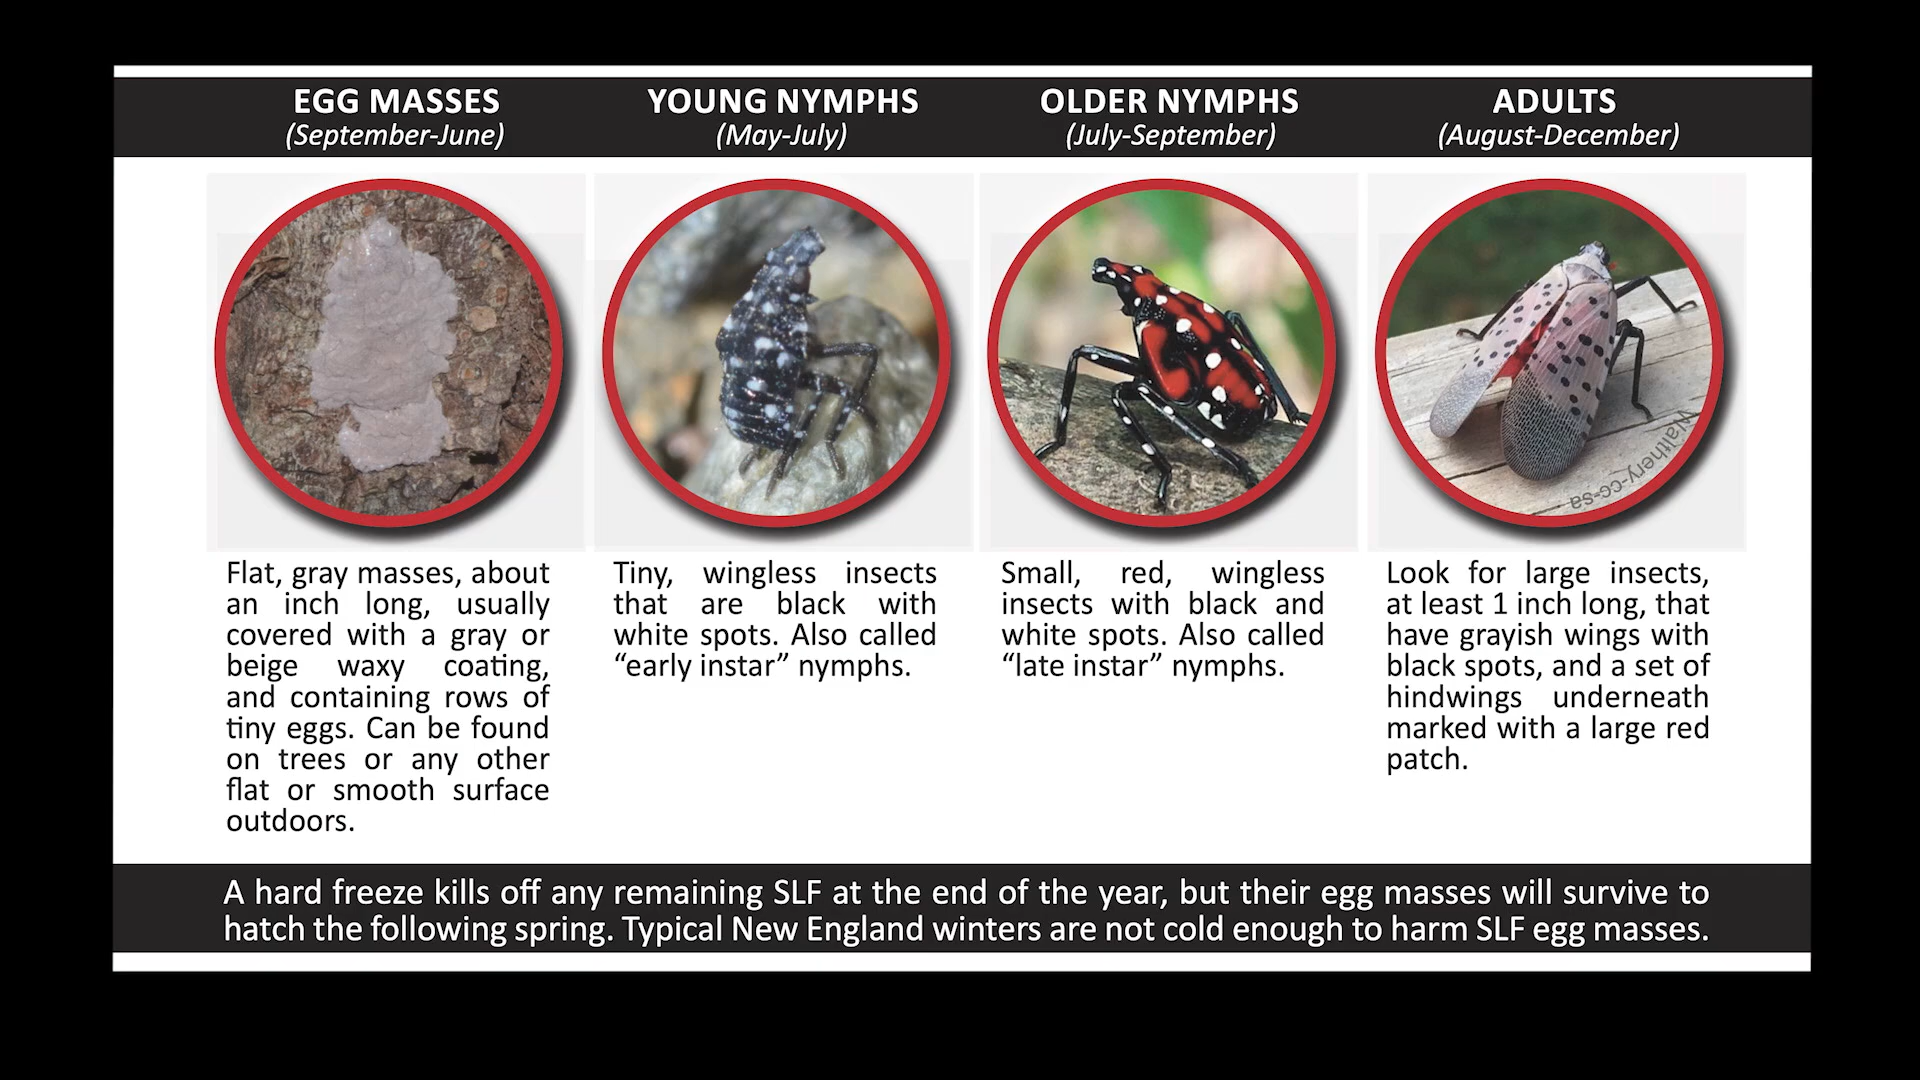 EGG MASSES
(September-June)
YOUNG NYMPHS
(May-July)
OLDER NYMPHS
(July-September)
ADULTS
(August-December)
Walthery-cc-sa
Flat, gray masses, about
an inch long, usually
covered with a gray or
beige waxy coating,
and containing rows of
tiny eggs. Can be found
on trees or any other
flat or smooth surface
outdoors.
Tiny, wingless insects
that are black with
white spots. Also called
“early instar” nymphs.
Small, red, wingless
insects with black and
white spots. Also called
“late instar” nymphs.
Look for large insects,
at least 1 inch long, that
have grayish wings with
black spots, and a set of
hindwings underneath
marked with a large red
patch.
A hard freeze kills off any remaining SLF at the end of the year, but their egg masses will survive to
hatch the following spring. Typical New England winters are not cold enough to harm SLF egg masses.